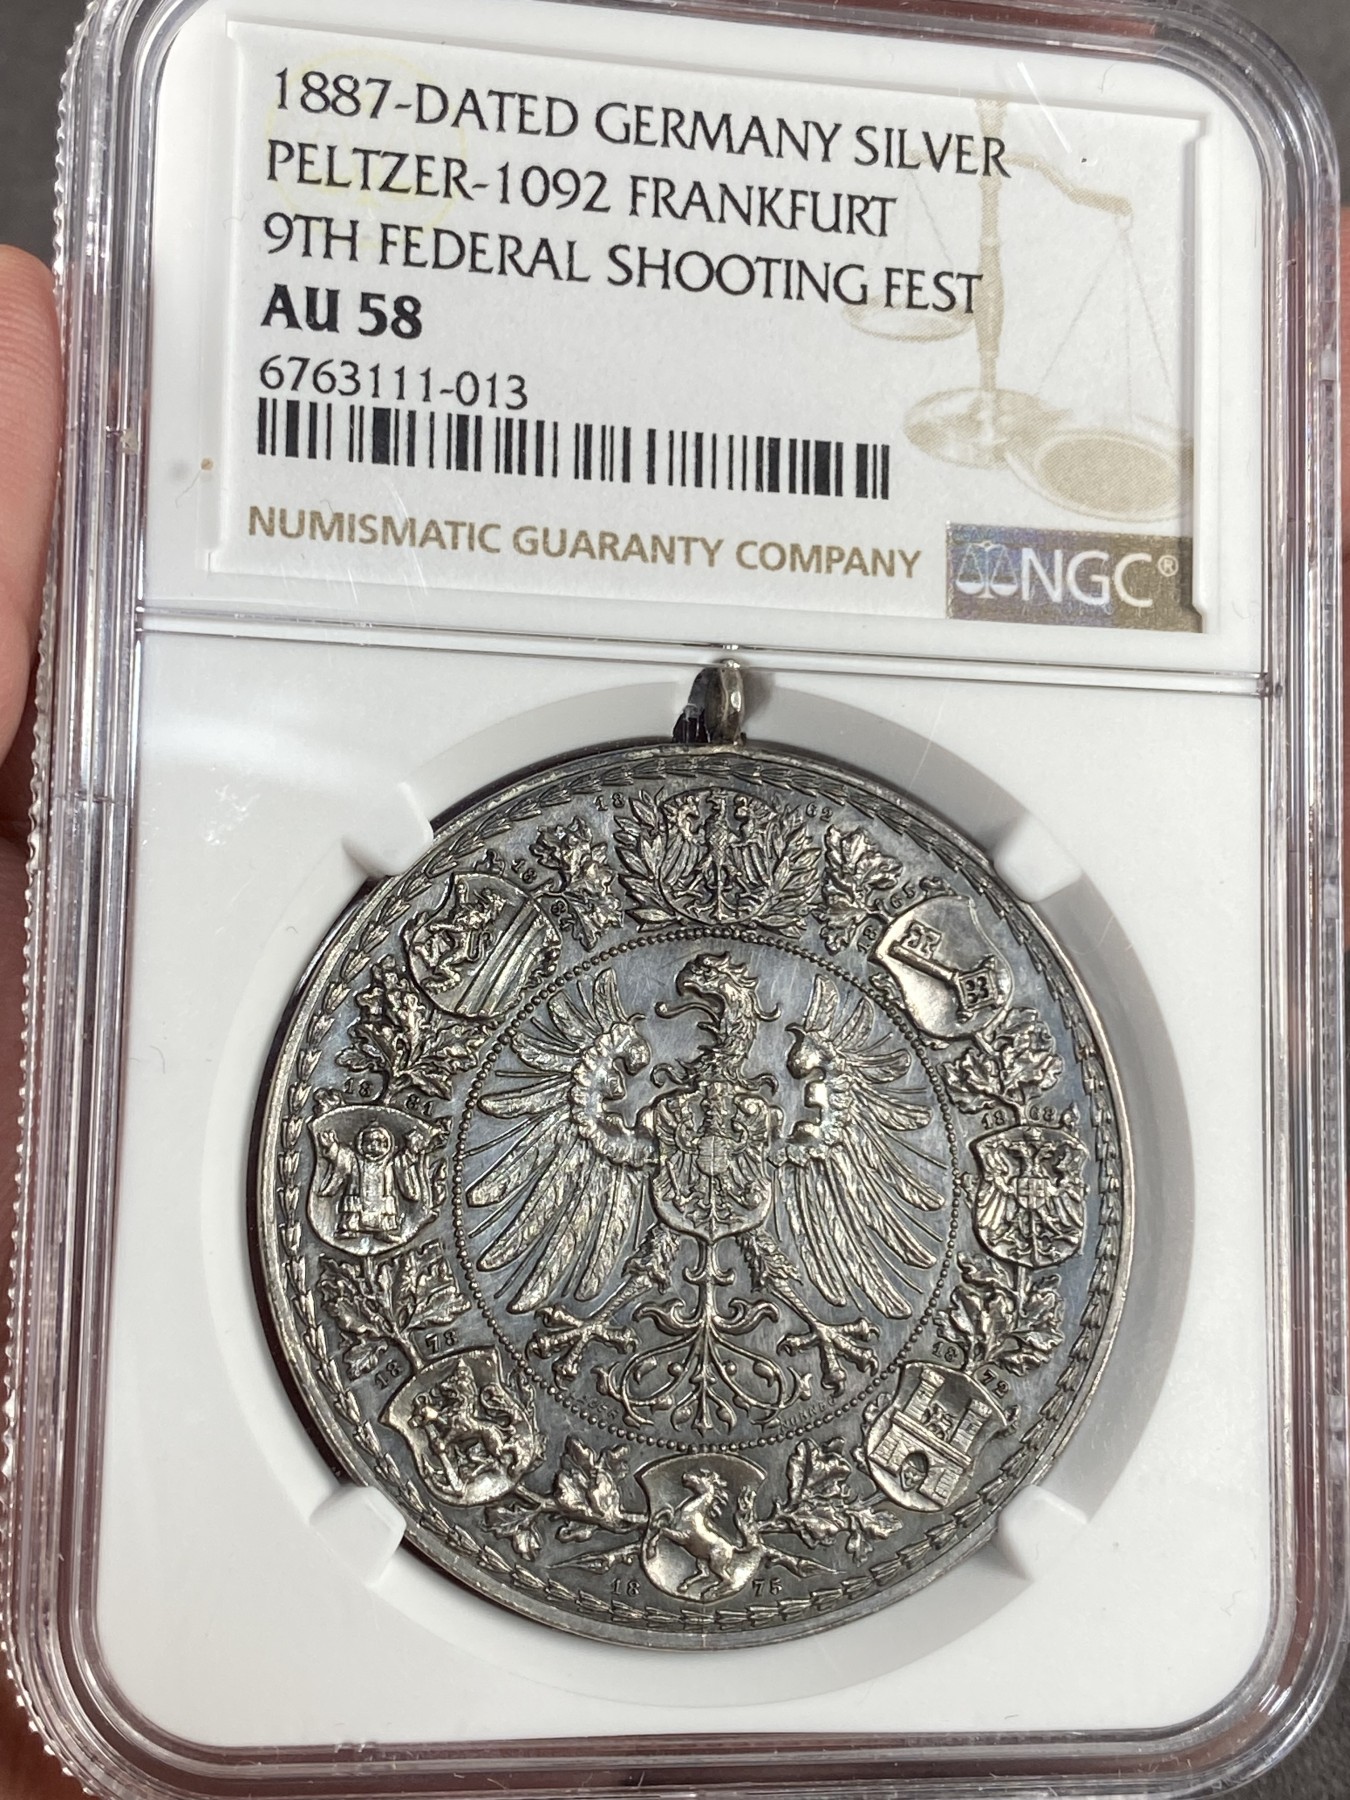 1887-DATED GERMANY SILVER
PELTZER-1092 FRANKFURT
9TH FEDERAL SHOOTING FEST
AU 58
6763111-013
NUMISMATIC GUARANTY COMPANY
NGC®
1862
1865
1868
1872
1875
1878
1881
1884